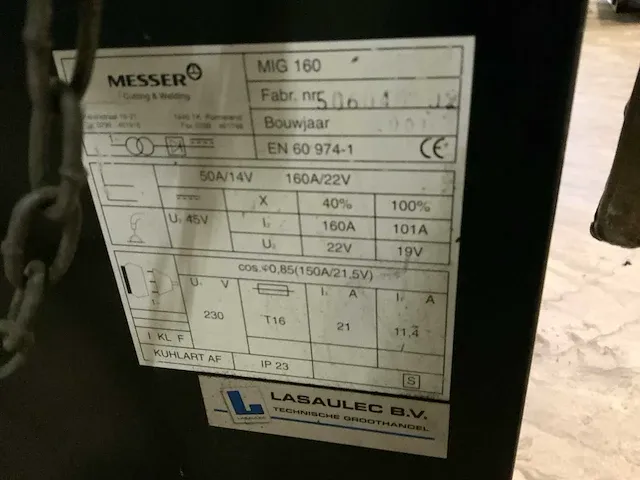 MESSER
Cutting & Welding
MIG 160
Fabr. nr.
Bouwjaar
EN 60 974-1 CE
50A/14V 160A/22V
X 40% 100%
U₀ 45V I₂ 160A 101A
U₂ 22V 19V
cos.φ0,85(150A/21,5V)
U₁ V I₁ A I₁ A
230 T16 21 11,4
I KL F
KUHLART AF IP 23 S
L LASAULEC B.V.
TECHNISCHE GROOTHANDEL